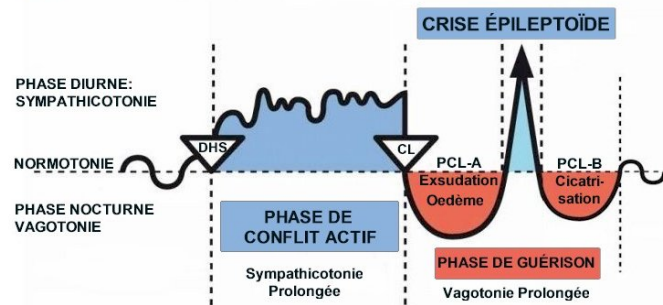 CRISE ÉPILEPTOÏDE
PHASE DIURNE:
SYMPATHICOTONIE
DHS
CL
NORMOTONIE
PCL-A
Exsudation
Oedème
PCL-B
Cicatri-
sation
PHASE NOCTURNE
VAGOTONIE
PHASE DE
CONFLIT ACTIF
PHASE DE GUÉRISON
Sympathicotonie
Prolongée
Vagotonie Prolongée